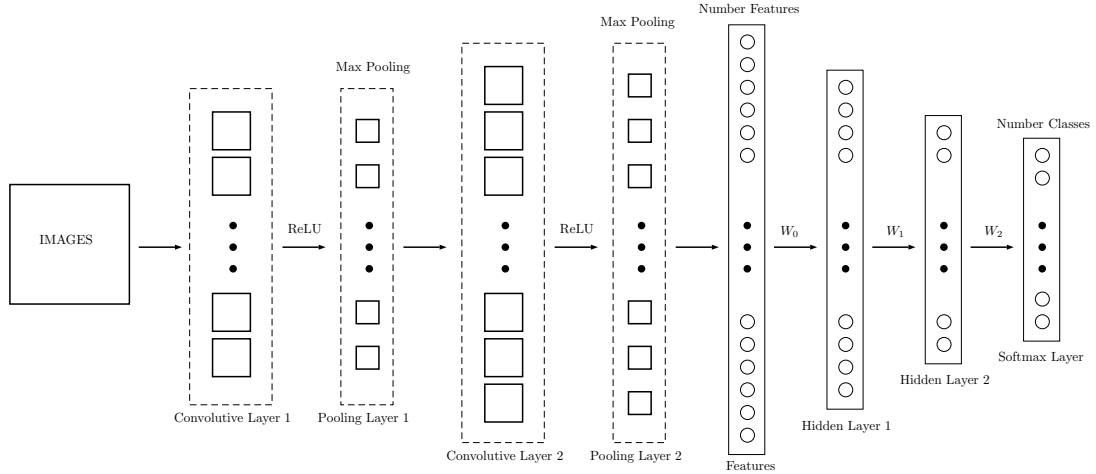 Number Features
Max Pooling
Max Pooling
Number Classes
IMAGES
ReLU
ReLU
W0
W1
W2
Softmax Layer
Hidden Layer 2
Convolutive Layer 1
Pooling Layer 1
Hidden Layer 1
Convolutive Layer 2
Pooling Layer 2
Features